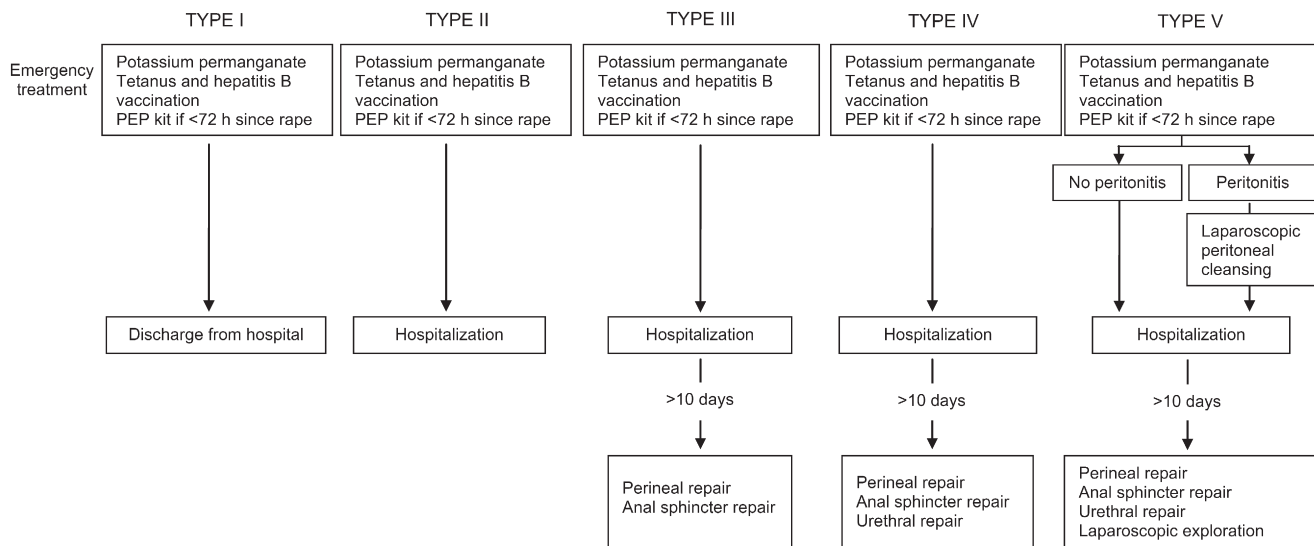 TYPE I
TYPE II
TYPE III
TYPE IV
TYPE V
Emergency
treatment
Potassium permanganate
Tetanus and hepatitis B
vaccination
PEP kit if <72 h since rape
Potassium permanganate
Tetanus and hepatitis B
vaccination
PEP kit if <72 h since rape
Potassium permanganate
Tetanus and hepatitis B
vaccination
PEP kit if <72 h since rape
Potassium permanganate
Tetanus and hepatitis B
vaccination
PEP kit if <72 h since rape
Potassium permanganate
Tetanus and hepatitis B
vaccination
PEP kit if <72 h since rape
No peritonitis
Peritonitis
Laparoscopic
peritoneal
cleansing
Discharge from hospital
Hospitalization
Hospitalization
Hospitalization
Hospitalization
>10 days
>10 days
>10 days
Perineal repair
Anal sphincter repair
Perineal repair
Anal sphincter repair
Urethral repair
Perineal repair
Anal sphincter repair
Urethral repair
Laparoscopic exploration